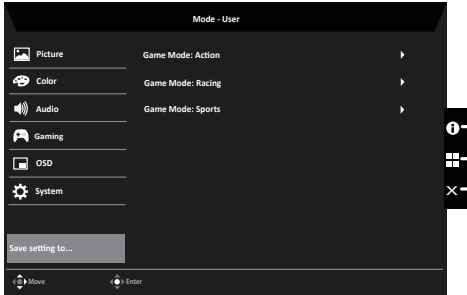 Mode - User
Picture
Color
Audio
Gaming
OSD
System
Save setting to...
Game Mode: Action
Game Mode: Racing
Game Mode: Sports
Move
Enter